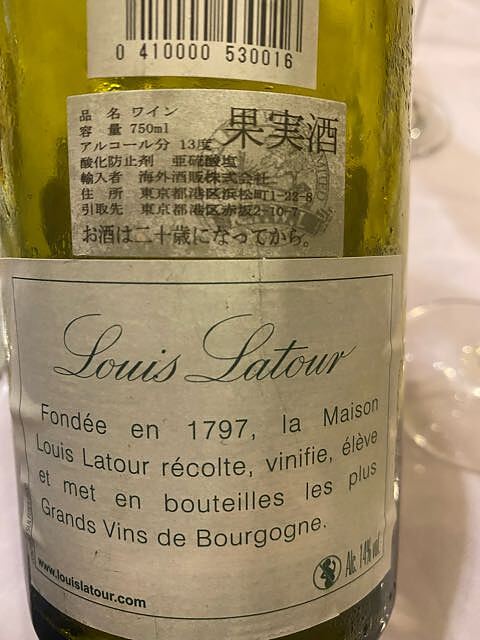 0 410000 530016
品 名 ワイン
容 量 750ml
アルコール分 13度
果実酒
酸化防止剤 亜硫酸塩
輸入者 海外酒販株式会社
住 所 東京都港区浜松町1-22-8
引取先 東京都港区赤坂2-10-7
お酒は二十歳になってから。
Louis Latour
Fondée en 1797, la Maison
Louis Latour récolte, vinifie, élève
et met en bouteilles les plus
Grands Vins de Bourgogne.
www.louislatour.com
Alc. 14% vol.